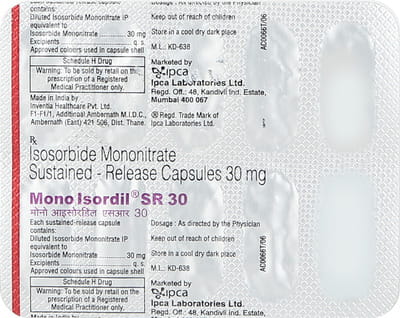 Diluted Isosorbide Mononitrate IP
equivalent to
Isosorbide Mononitrate ........ 30 mg
Excipients ........ q. s.
Approved colours used in capsule shell
Schedule H Drug
Warning: To be sold by retail on the
prescription of a Registered
Medical Practitioner only.
Made in India by
Inventia Healthcare Pvt. Ltd.
F1-F1/1, Additional Ambernath M.I.D.C.,
Ambernath (East) 421 506, Dist. Thane.
Dosage : As directed by the Physician
Keep out of reach of children
Store in a cool dry dark place
M.L. KD-638
Marketed by
Ipca
Ipca Laboratories Ltd.
Regd. Off.: 48, Kandivli Ind. Estate,
Mumbai 400 067
® Regd. Trade Mark of
Ipca Laboratories Ltd.
AC0066T/06
Rx
Isosorbide Mononitrate
Sustained - Release Capsules 30 mg
Mono Isordil® SR 30
मोनो आइसोरडिल एसआर 30
Each sustained-release capsule
contains:
Diluted Isosorbide Mononitrate IP
equivalent to
Isosorbide Mononitrate ........ 30 mg
Excipients ........ q. s.
Approved colours used in capsule shell
Schedule H Drug
Warning: To be sold by retail on the
prescription of a Registered
Medical Practitioner only.
Made in India by
Dosage : As directed by the Physician
Keep out of reach of children
Store in a cool dry dark place
M.L. KD-638
Marketed by
Ipca
Ipca Laboratories Ltd.
Regd. Off.: 48, Kandivli Ind. Estate,
AC0066T/06